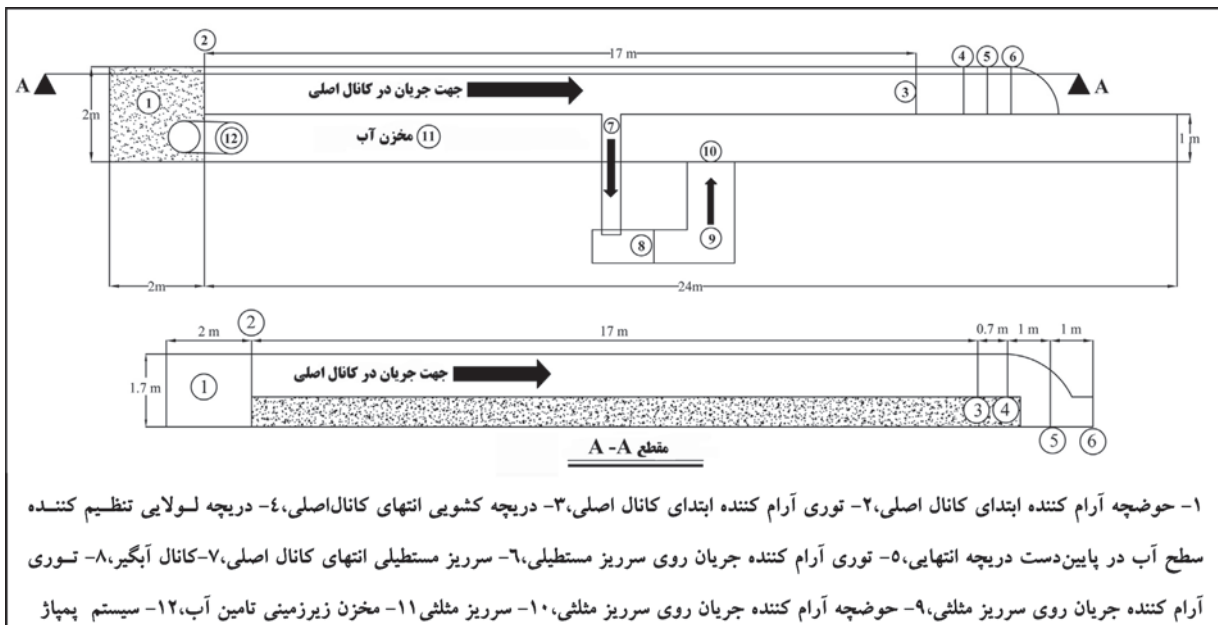 2
17 m
4 5 6
A A
جهت جریان در کانال اصلی
3
1
2m
12
مخزن آب 11
7
10
1 m
8
9
2m
24m
2
2 m
17 m
0.7 m 1 m 1 m
جهت جریان در کانال اصلی
1.7 m
1
3 4
5 6
مقطع A-A
۱- حوضچه آرام کننده ابتدای کانال اصلی،۲- توری آرام کننده ابتدای کانال اصلی،۳- دریچه کشویی انتهای کانال‌اصلی،٤- دریچه لـولایی تنظـیم کننـده
سطح آب در پایین‌دست دریچه انتهایی،٥- توری آرام کننده جریان روی سرریز مستطیلی،٦- سرریز مستطیلی انتهای کانال اصلی،۷-کانال آبگیر،۸- تـوری
آرام کننده جریان روی سرریز مثلثی،۹- حوضچه آرام کننده جریان روی سرریز مثلثی،۱۰- سرریز مثلثی۱۱- مخزن زیرزمینی تامین آب،۱۲- سیستم پمپاژ